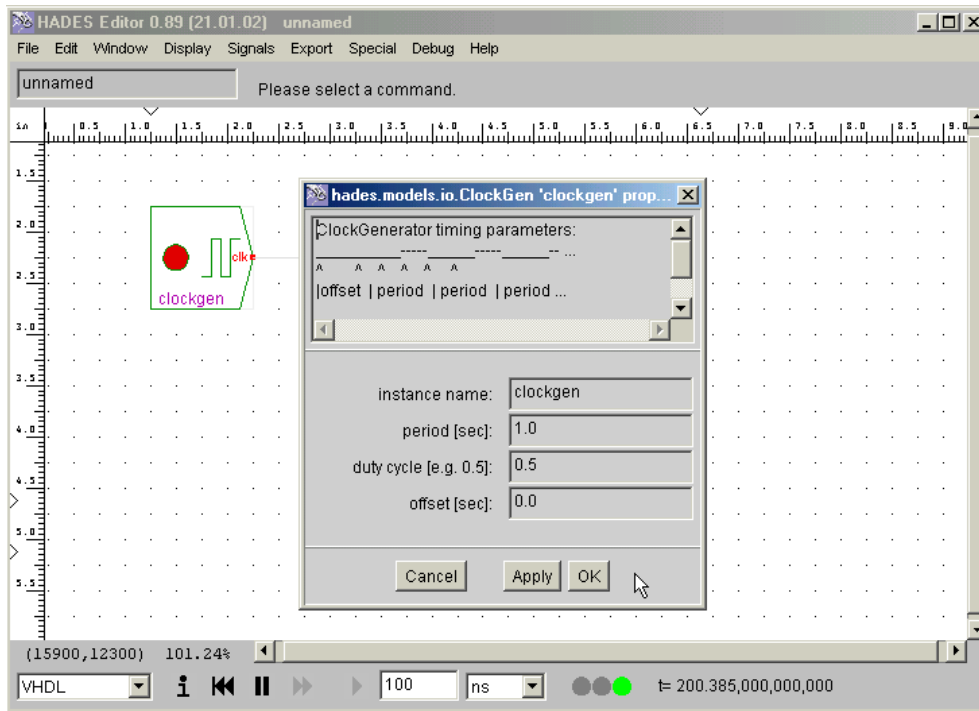 HADES Editor 0.89 (21.01.02) unnamed
File Edit Window Display Signals Export Special Debug Help
unnamed
Please select a command.
in 0.5 1.0 1.5 2.0 2.5 3.0 3.5 4.0 4.5 5.0 5.5 6.0 6.5 7.0 7.5 8.0 8.5 9.0
1.5
2.0
2.5
3.0
3.5
4.0
4.5
5.0
5.5
clk
clockgen
hades.models.io.ClockGen 'clockgen' prop...
ClockGenerator timing parameters:
___________-----_______-----________-- ...
^ ^ ^ ^ ^ ^
|offset | period | period | period ...
instance name: clockgen
period [sec]: 1.0
duty cycle [e.g. 0.5]: 0.5
offset [sec]: 0.0
Cancel Apply OK
(15900,12300) 101.24%
VHDL i 100 ns t= 200.385,000,000,000